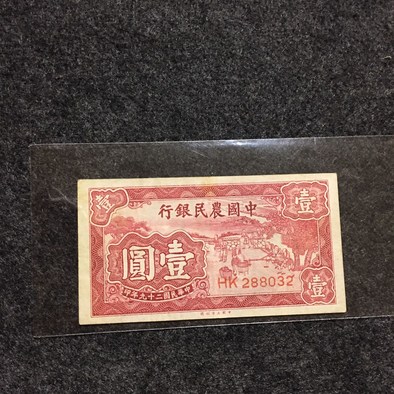 中國農民銀行
壹
壹圓
HK 288032
壹
中華民國二十九年印